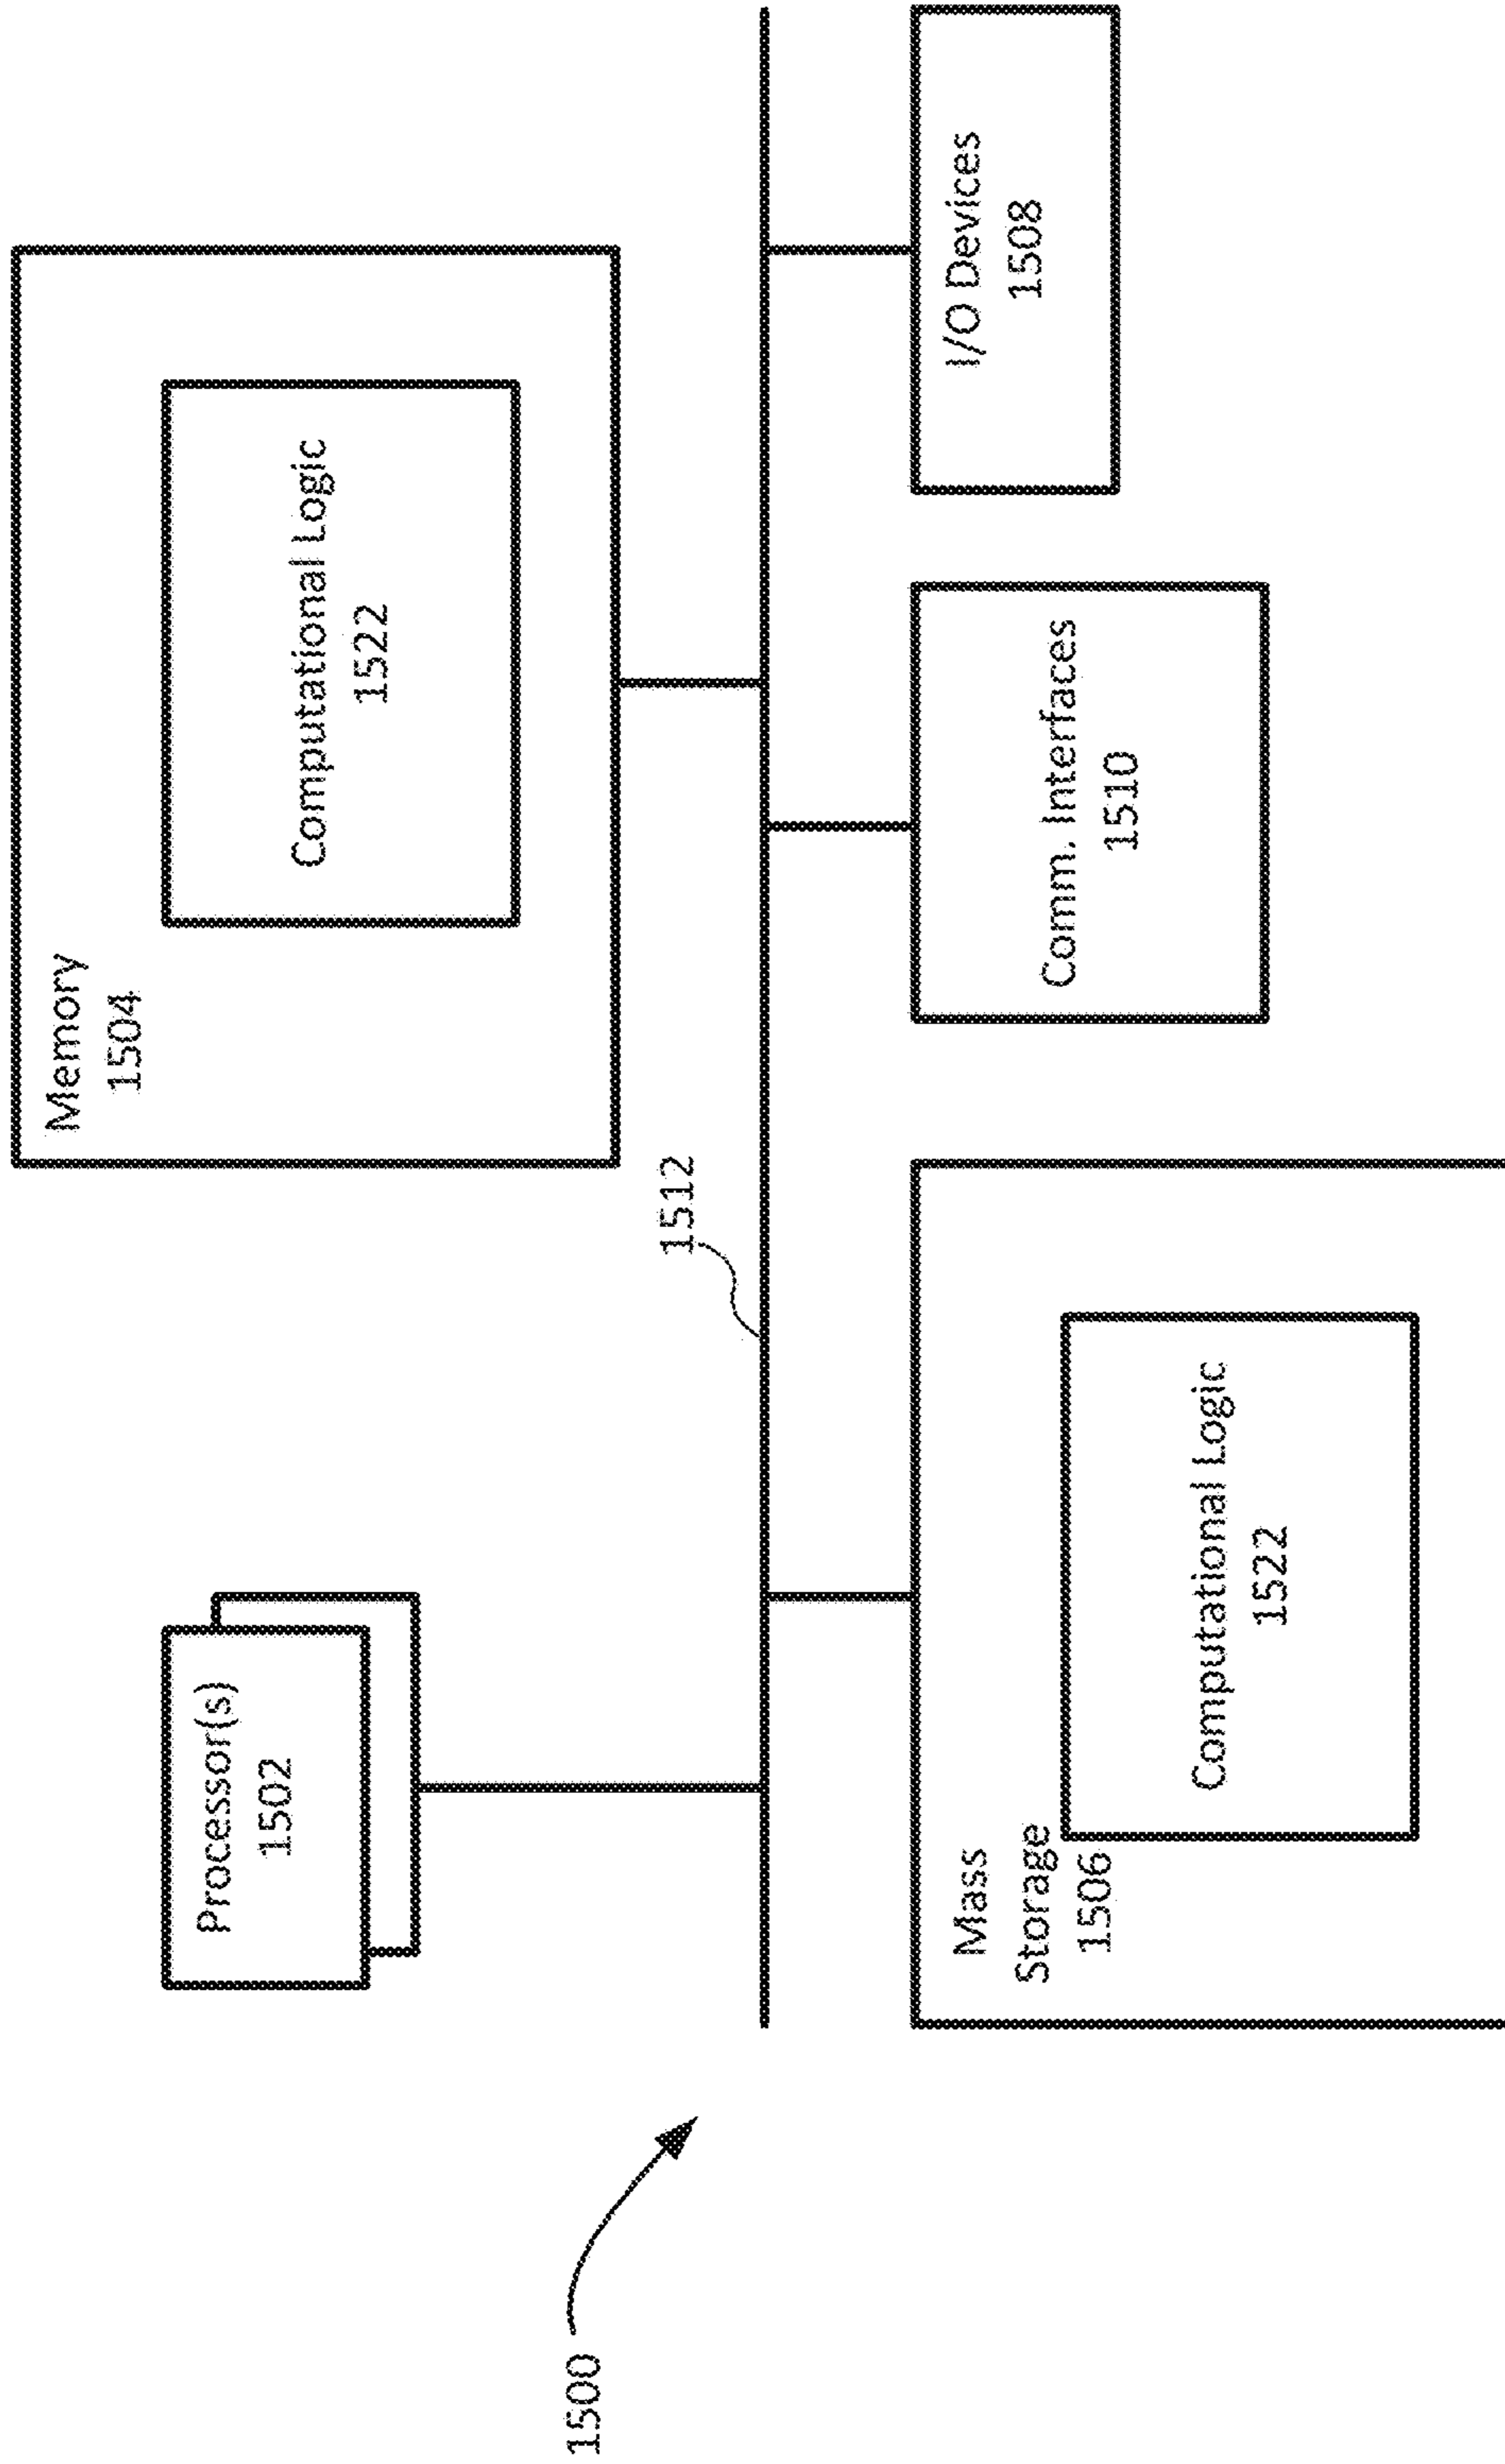 1500
Processor(s)
1502
Memory
1504
Computational Logic
1522
1512
Mass
Storage
1506
Computational Logic
1522
Comm. Interfaces
1510
I/O Devices
1508